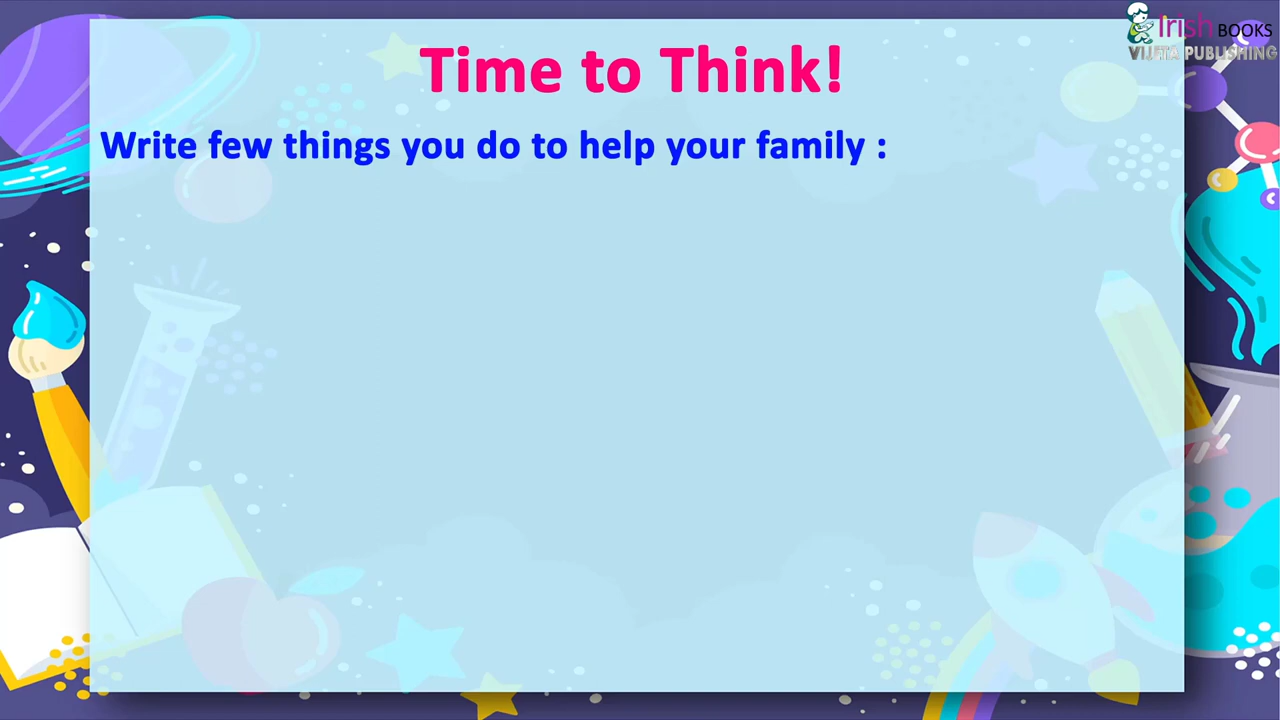 Irish BOOKS
VIJETA PUBLISHING
Time to Think!
Write few things you do to help your family :